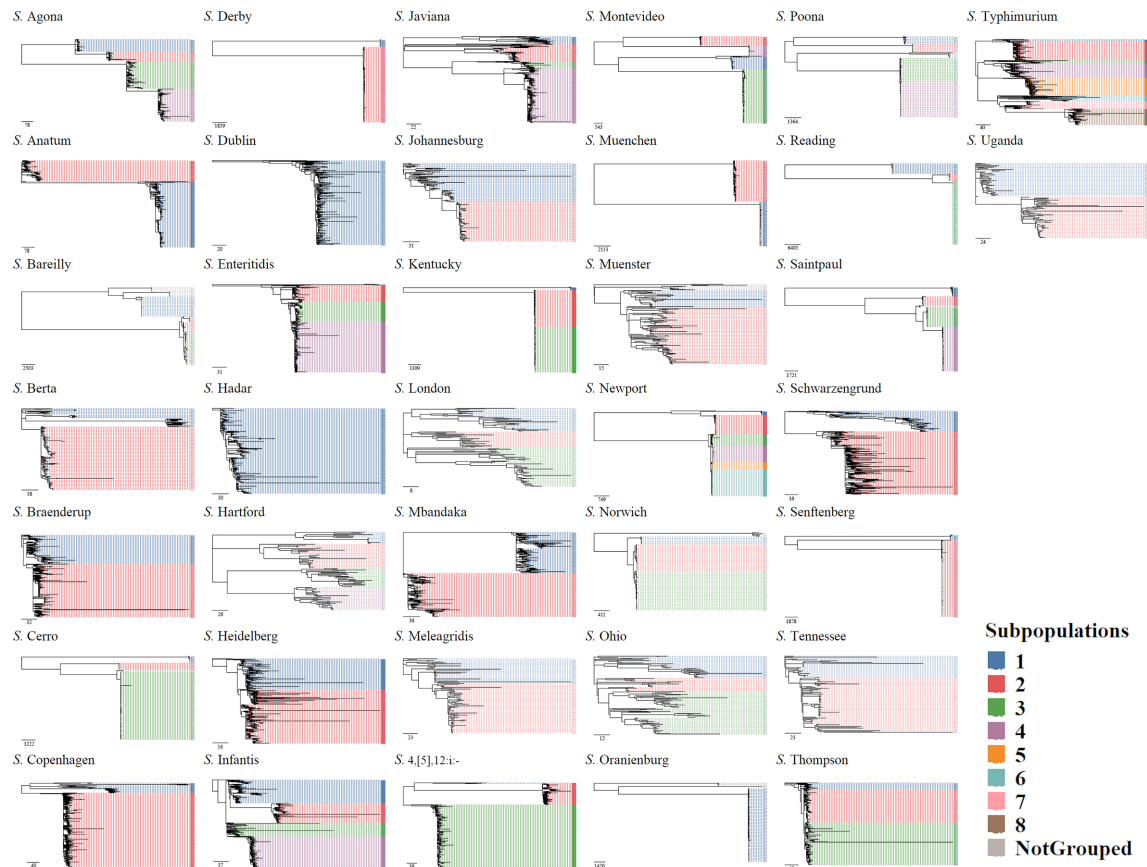 S. Agona S. Derby S. Javiana S. Montevideo S. Poona S. Typhimurium
78 1839 22 543 1364 40
S. Anatum S. Dublin S. Johannesburg S. Muenchen S. Reading S. Uganda
78 20 31 2113 6403 24
S. Bareilly S. Enteritidis S. Kentucky S. Muenster S. Saintpaul
2503 31 1109 15 1721
S. Berta S. Hadar S. London S. Newport S. Schwarzengrund
38 30 8 749 16
S. Braenderup S. Hartford S. Mbandaka S. Norwich S. Senftenberg
32 26 36 411 1878
S. Cerro S. Heidelberg S. Meleagridis S. Ohio S. Tennessee
3222 16 23 12 23
Subpopulations
1
2
3
4
5
6
7
8
NotGrouped
S. Copenhagen S. Infantis S. 4,[5],12:i:- S. Oranienburg S. Thompson
37